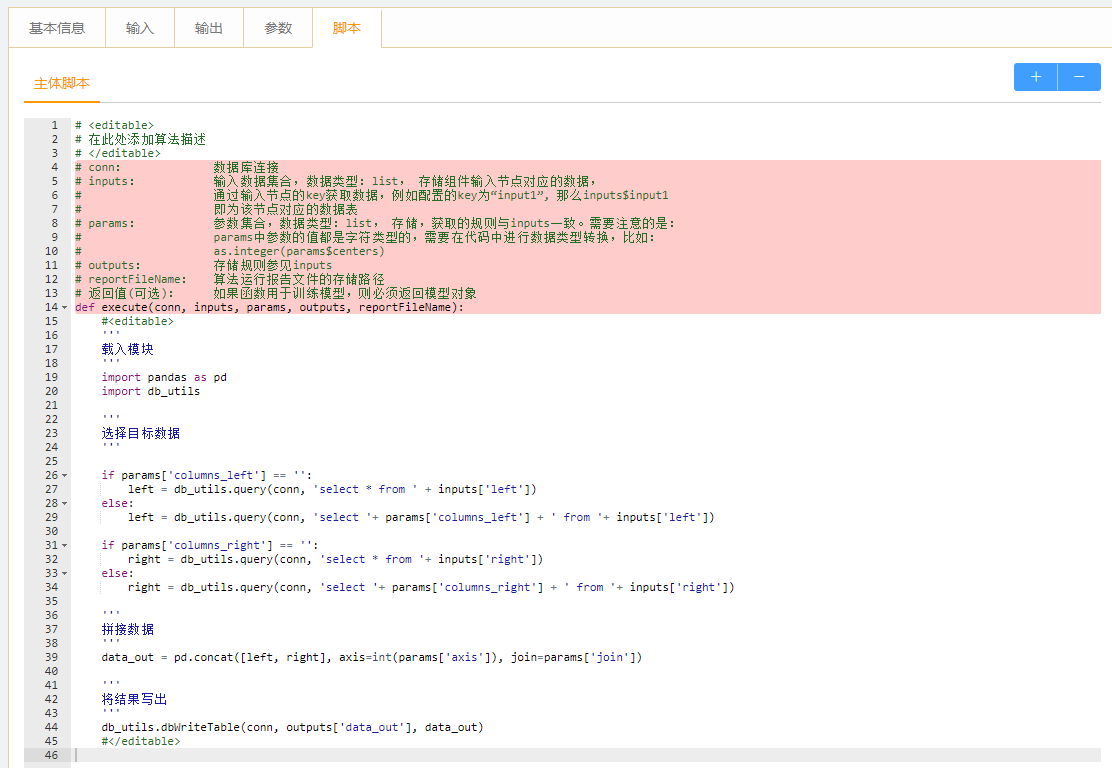 基本信息 输入 输出 参数 脚本
主体脚本 + −
1 # <editable>
2 # 在此处添加算法描述
3 # </editable>
4 # conn: 数据库连接
5 # inputs: 输入数据集合，数据类型：list， 存储组件输入节点对应的数据，
6 # 通过输入节点的key获取数据，例如配置的key为“input1”，那么inputs$input1
7 # 即为该节点对应的数据表
8 # params: 参数集合，数据类型：list， 存储，获取的规则与inputs一致。需要注意的是：
9 # params中参数的值都是字符类型的，需要在代码中进行数据类型转换，比如：
10 # as.integer(params$centers)
11 # outputs: 存储规则参见inputs
12 # reportFileName: 算法运行报告文件的存储路径
13 # 返回值(可选): 如果函数用于训练模型，则必须返回模型对象
14 def execute(conn, inputs, params, outputs, reportFileName):
15 #<editable>
16 '''
17 载入模块
18 '''
19 import pandas as pd
20 import db_utils
21
22 '''
23 选择目标数据
24 '''
25
26 if params['columns_left'] == '':
27 left = db_utils.query(conn, 'select * from ' + inputs['left'])
28 else:
29 left = db_utils.query(conn, 'select '+ params['columns_left'] + ' from '+ inputs['left'])
30
31 if params['columns_right'] == '':
32 right = db_utils.query(conn, 'select * from '+ inputs['right'])
33 else:
34 right = db_utils.query(conn, 'select '+ params['columns_right'] + ' from '+ inputs['right'])
35
36 '''
37 拼接数据
38 '''
39 data_out = pd.concat([left, right], axis=int(params['axis']), join=params['join'])
40
41 '''
42 将结果写出
43 '''
44 db_utils.dbWriteTable(conn, outputs['data_out'], data_out)
45 #</editable>
46